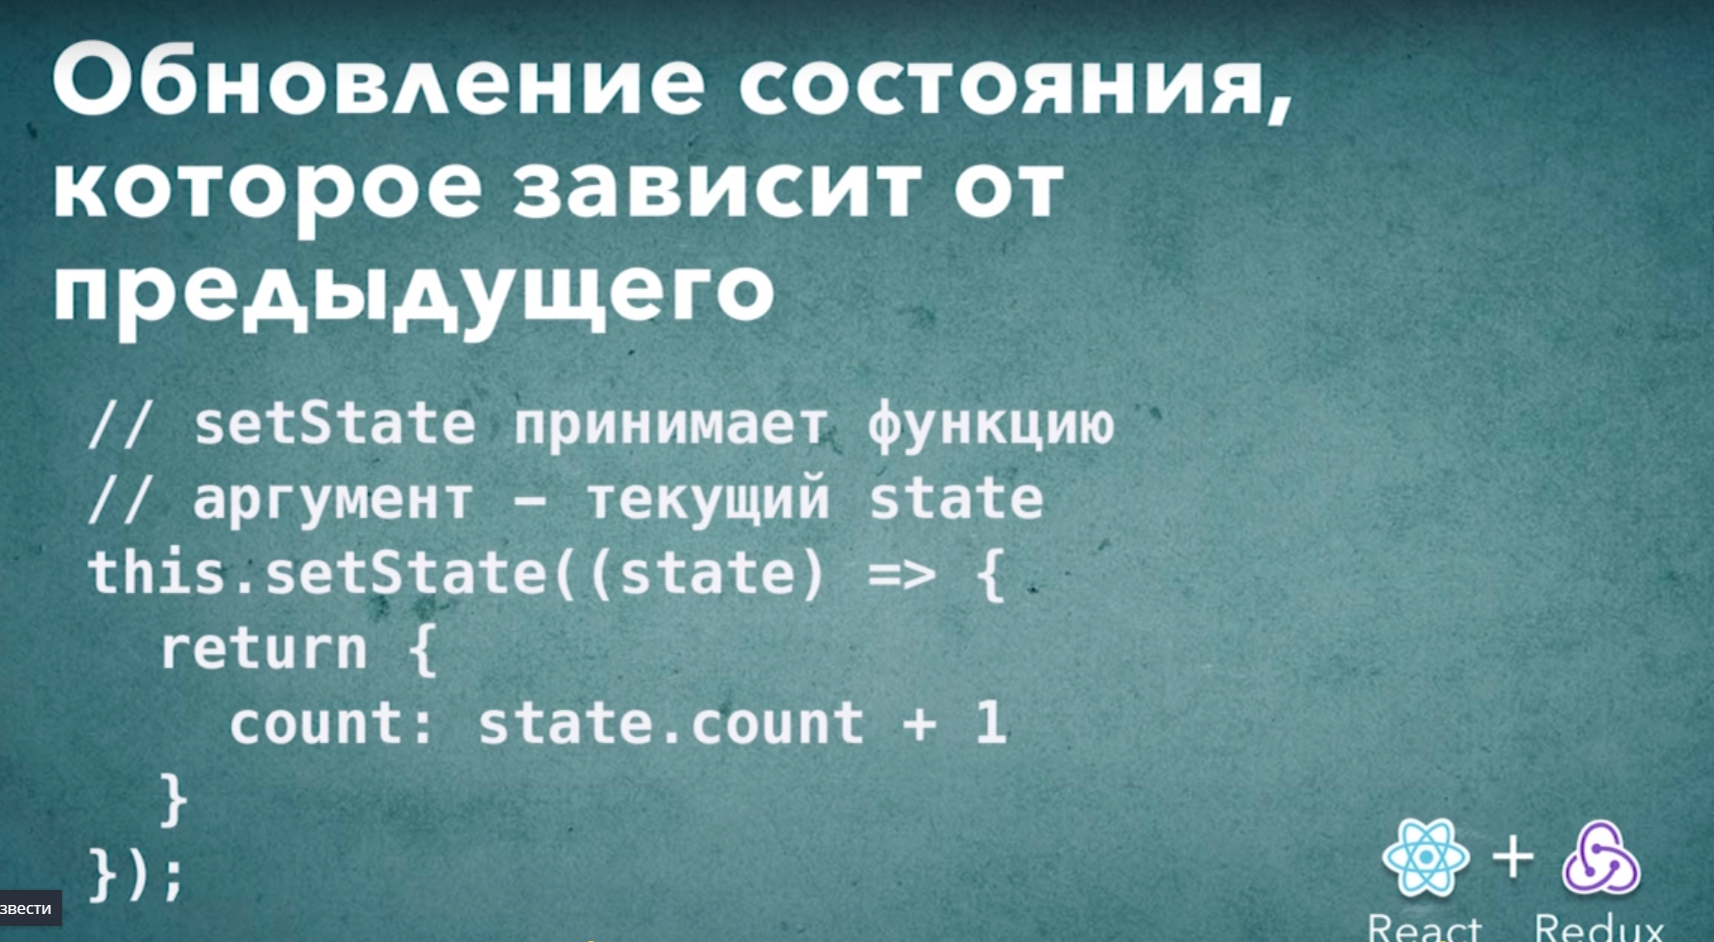 Обновление состояния,
которое зависит от
предыдущего
// setState принимает функцию
// аргумент – текущий state
this.setState((state) => {
return {
count: state.count + 1
}
});
звести
+
React Redux